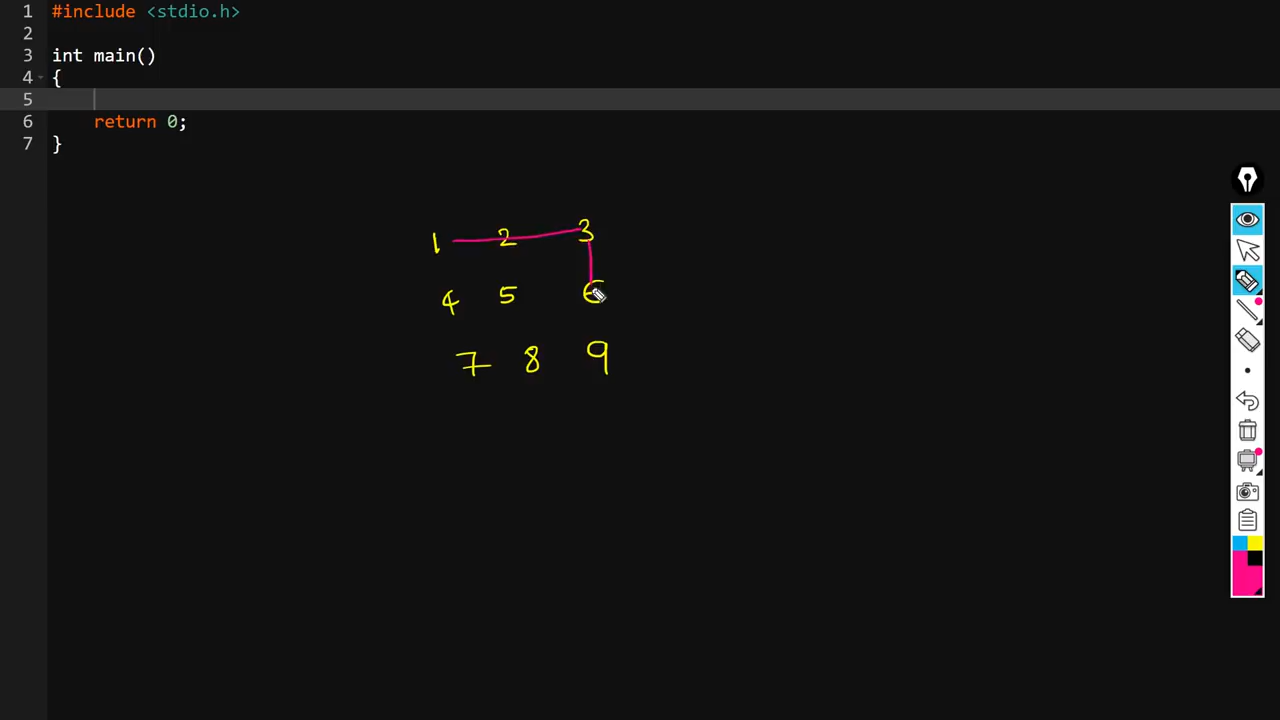 1 #include <stdio.h>
2
3 int main()
4 {
5
6 return 0;
7 }
1 2 3
4 5 6
7 8 9